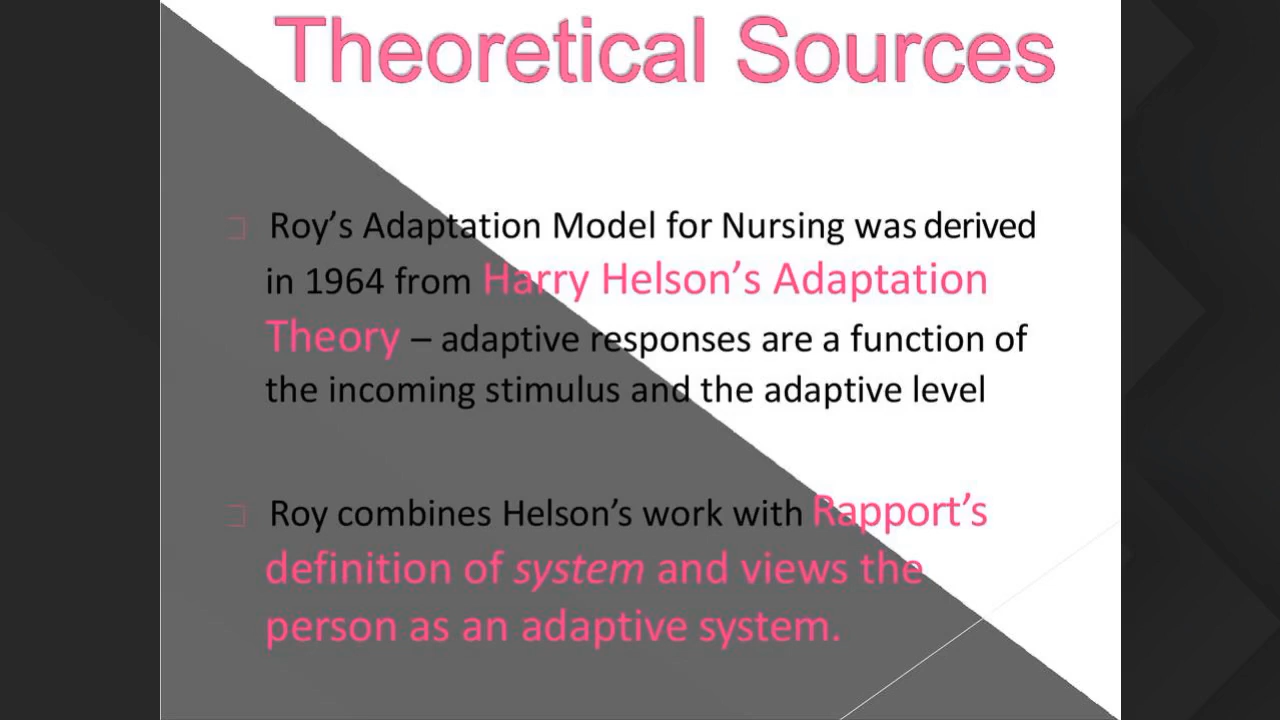 Theoretical Sources
Roy’s Adaptation Model for Nursing was derived
in 1964 from Harry Helson’s Adaptation
Theory – adaptive responses are a function of
the incoming stimulus and the adaptive level
Roy combines Helson’s work with Rapport’s
definition of system and views the
person as an adaptive system.